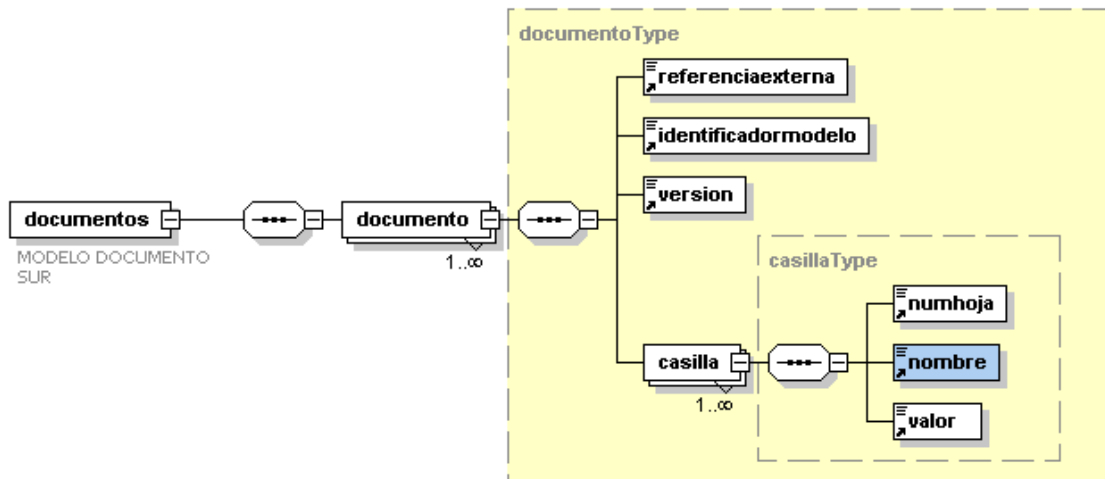 documentoType
referenciaexterna
identificadormodelo
version
documentos
MODELO DOCUMENTO
SUR
documento
1..∞
casillaType
numhoja
casilla
1..∞
nombre
valor